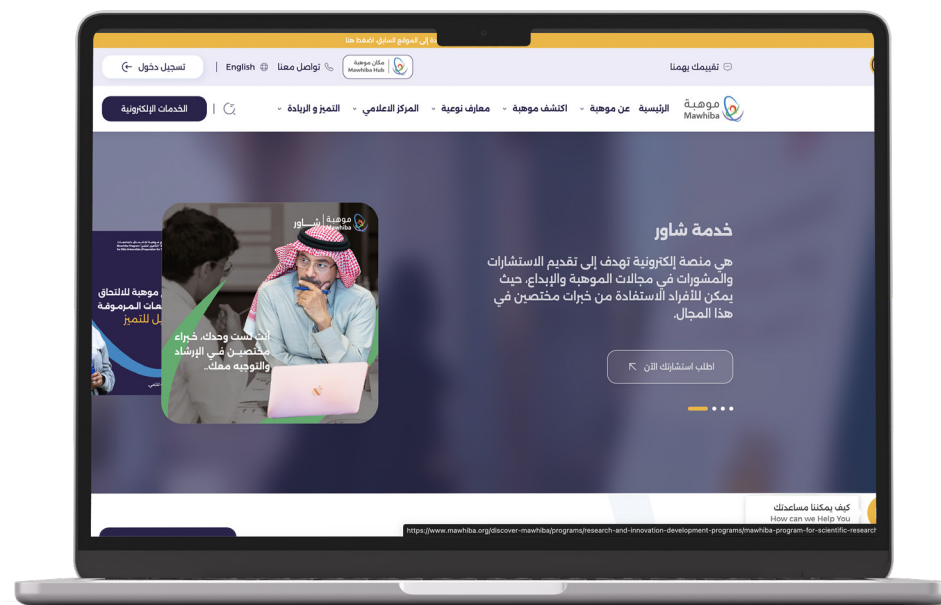 إلى الموقع السابق، اضغط هنا
تقييمك يهمنا
مكان موهبة
Mawhiba Hub
تواصل معنا
English
تسجيل دخول
موهبة
Mawhiba
الرئيسية
عن موهبة
اكتشف موهبة
معارف نوعية
المركز الاعلامي
التميز و الريادة
الخدمات الإلكترونية
خدمة شاور
هي منصة إلكترونية تهدف إلى تقديم الاستشارات
والمشورات في مجالات الموهبة والإبداع، حيث
يمكن للأفراد الاستفادة من خبرات مختصين في
هذا المجال.
اطلب استشارتك الآن
موهبة
Mawhiba
شـــاور
أنت لست وحدك، خبراء
مختصيـن فـي الإرشاد
والتوجيه معك..
موهبة للالتحاق
المرموقة
للتميز
كيف يمكننا مساعدتك
How can we Help You
https://www.mawhiba.org/discover-mawhiba/programs/research-and-innovation-development-programs/mawhiba-program-for-scientific-research